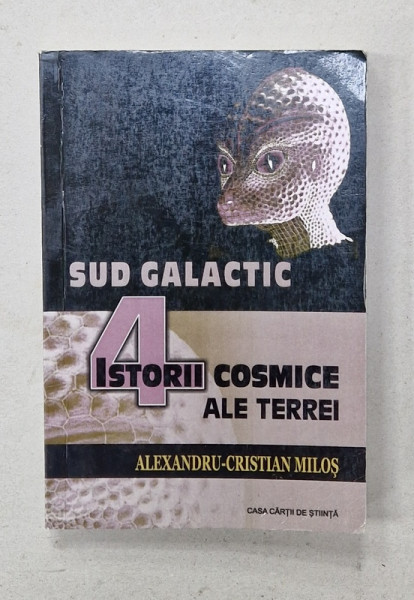 SUD GALACTIC
4
ISTORII COSMICE
ALE TERREI
ALEXANDRU-CRISTIAN MILOȘ
CASA CĂRȚII DE ȘTIINȚĂ